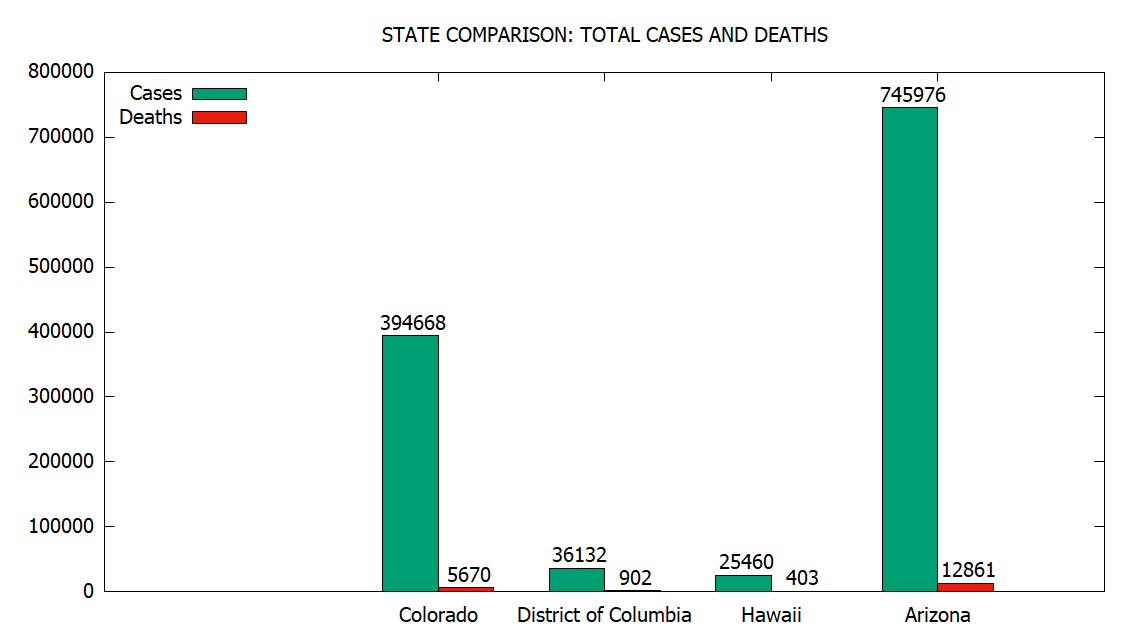 STATE COMPARISON: TOTAL CASES AND DEATHS
800000
700000
600000
500000
400000
300000
200000
100000
0
Cases
Deaths
394668
5670
36132
902
25460
403
745976
12861
Colorado
District of Columbia
Hawaii
Arizona